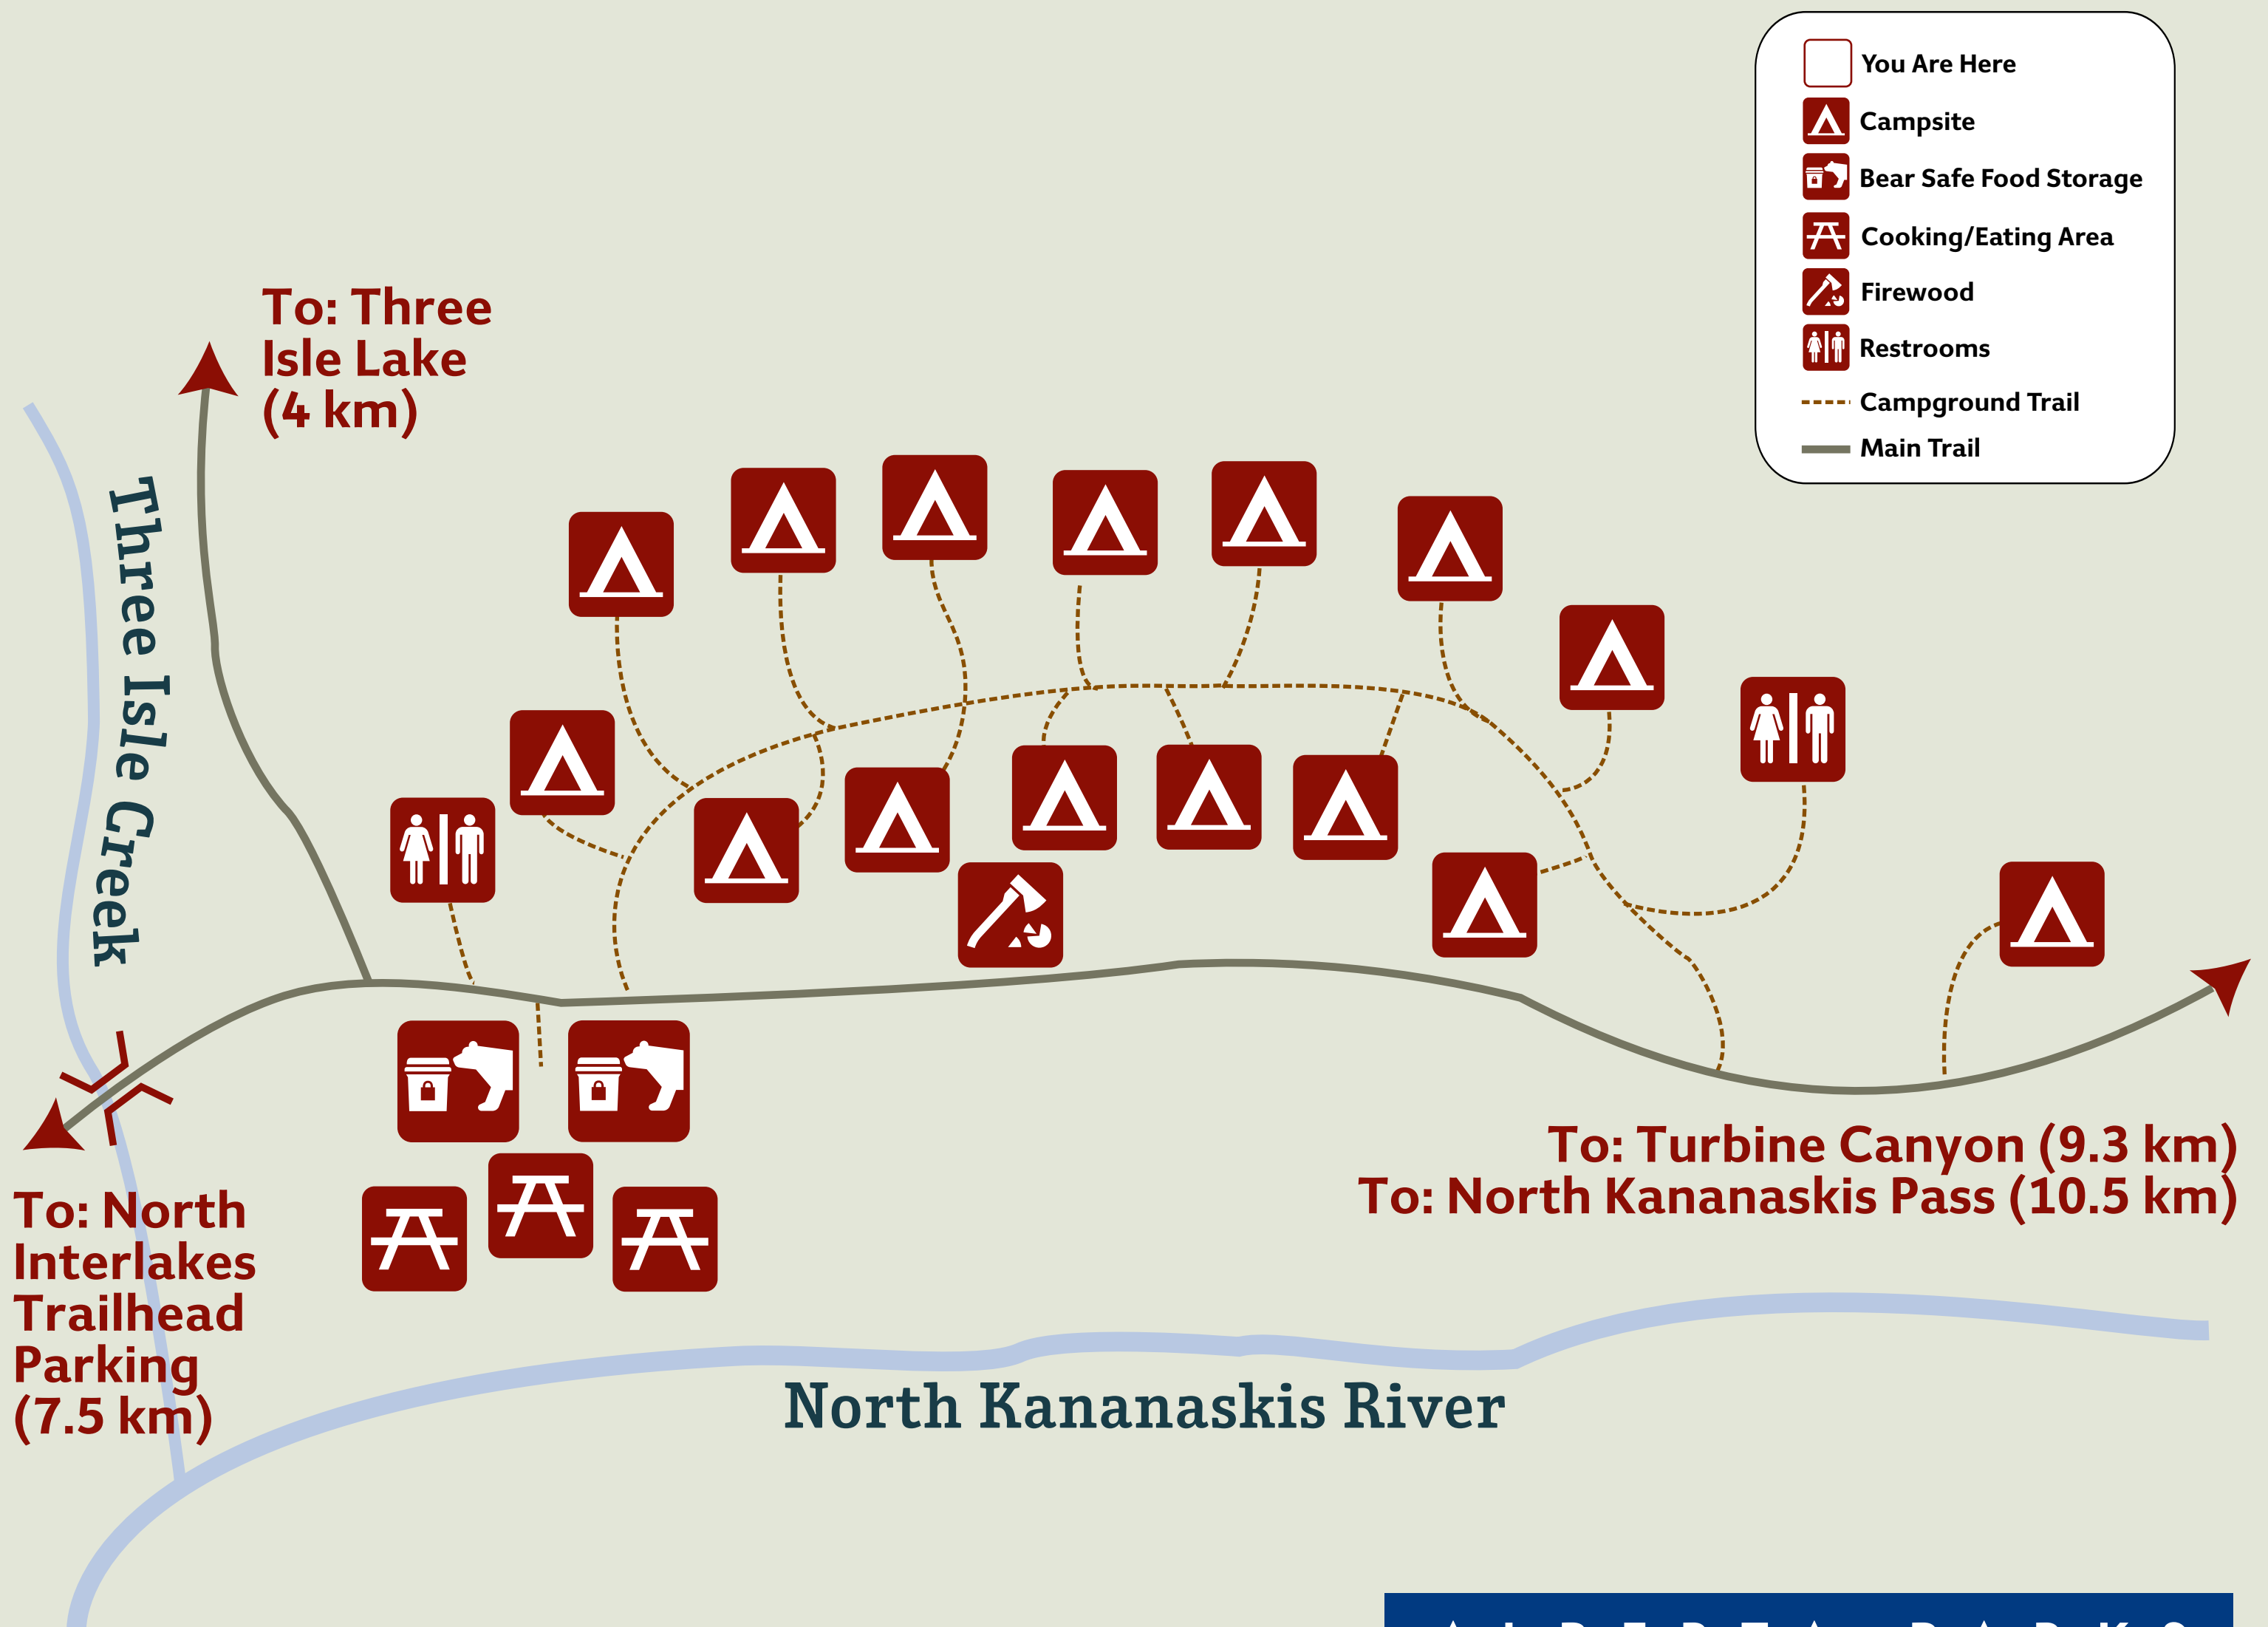 You Are Here
Campsite
Bear Safe Food Storage
Cooking/Eating Area
Firewood
Restrooms
Campground Trail
Main Trail
To: Three
Isle Lake
(4 km)
Three Isle Creek
To: Turbine Canyon (9.3 km)
To: North Kananaskis Pass (10.5 km)
To: North
Interlakes
Trailhead
Parking
(7.5 km)
North Kananaskis River